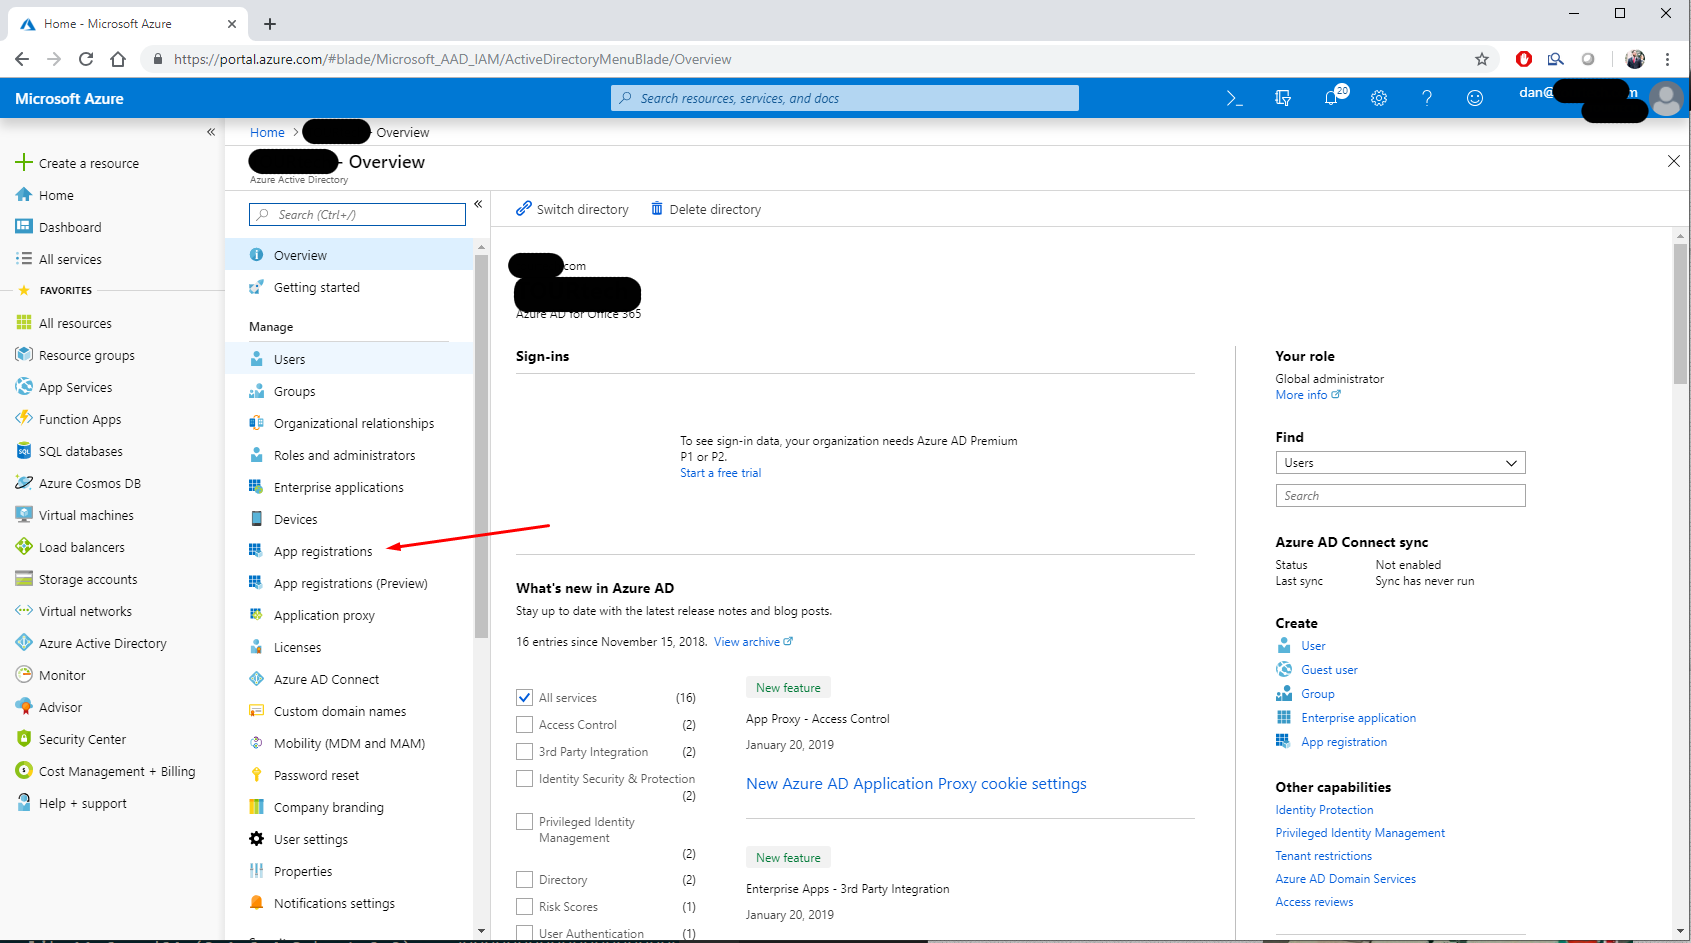 Home - Microsoft Azure
https://portal.azure.com/#blade/Microsoft_AAD_IAM/ActiveDirectoryMenuBlade/Overview
Microsoft Azure
Search resources, services, and docs
20
dan@
m
Home
Overview
- Overview
Azure Active Directory
Create a resource
Home
Dashboard
All services
FAVORITES
All resources
Resource groups
App Services
Function Apps
SQL databases
Azure Cosmos DB
Virtual machines
Load balancers
Storage accounts
Virtual networks
Azure Active Directory
Monitor
Advisor
Security Center
Cost Management + Billing
Help + support
Search (Ctrl+/)
Overview
Getting started
Manage
Users
Groups
Organizational relationships
Roles and administrators
Enterprise applications
Devices
App registrations
App registrations (Preview)
Application proxy
Licenses
Azure AD Connect
Custom domain names
Mobility (MDM and MAM)
Password reset
Company branding
User settings
Properties
Notifications settings
Switch directory
Delete directory
com
Azure AD for Office 365
Sign-ins
To see sign-in data, your organization needs Azure AD Premium
P1 or P2.
Start a free trial
What's new in Azure AD
Stay up to date with the latest release notes and blog posts.
16 entries since November 15, 2018. View archive
All services (16)
Access Control (2)
3rd Party Integration (2)
Identity Security & Protection
(2)
Privileged Identity
Management
(2)
Directory (2)
Risk Scores (1)
User Authentication (1)
New feature
App Proxy - Access Control
January 20, 2019
New Azure AD Application Proxy cookie settings
New feature
Enterprise Apps - 3rd Party Integration
January 20, 2019
Your role
Global administrator
More info
Find
Users
Search
Azure AD Connect sync
Status Not enabled
Last sync Sync has never run
Create
User
Guest user
Group
Enterprise application
App registration
Other capabilities
Identity Protection
Privileged Identity Management
Tenant restrictions
Azure AD Domain Services
Access reviews